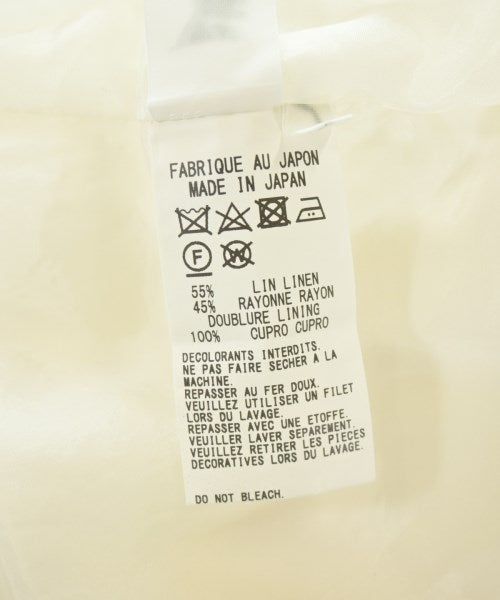 FABRIQUE AU JAPON
MADE IN JAPAN
F W
55% LIN LINEN
45% RAYONNE RAYON
DOUBLURE LINING
100% CUPRO CUPRO
DECOLORANTS INTERDITS.
NE PAS FAIRE SECHER A LA
MACHINE.
REPASSER AU FER DOUX.
VEUILLEZ UTILISER UN FILET
LORS DU LAVAGE.
REPASSER AVEC UNE ETOFFE.
VEUILLER LAVER SEPAREMENT.
VEUILLEZ RETIRER LES PIECES
DECORATIVES LORS DU LAVAGE.
DO NOT BLEACH.